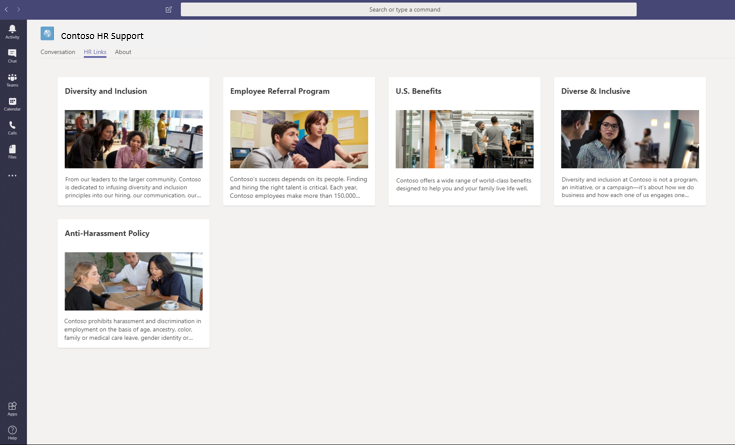 Search or type a command
Contoso HR Support
Conversation HR Links About
Activity
Chat
Teams
Calendar
Calls
Files
Diversity and Inclusion
From our leaders to the larger community, Contoso
is dedicated to infusing diversity and inclusion
principles into our hiring, our communication, our...
Employee Referral Program
Contoso's success depends on its people. Finding
and hiring the right talent is critical. Each year,
Contoso employees make more than 150,000...
U.S. Benefits
Contoso offers a wide range of world-class benefits
designed to help you and your family live life well.
Diverse & Inclusive
Diversity and inclusion at Contoso is not a program,
an initiative, or a campaign—it's about how we do
business and how each one of us engages one...
Anti-Harassment Policy
Contoso prohibits harassment and discrimination in
employment on the basis of age, ancestry, color,
family or medical care leave, gender identity or...
Apps
Help